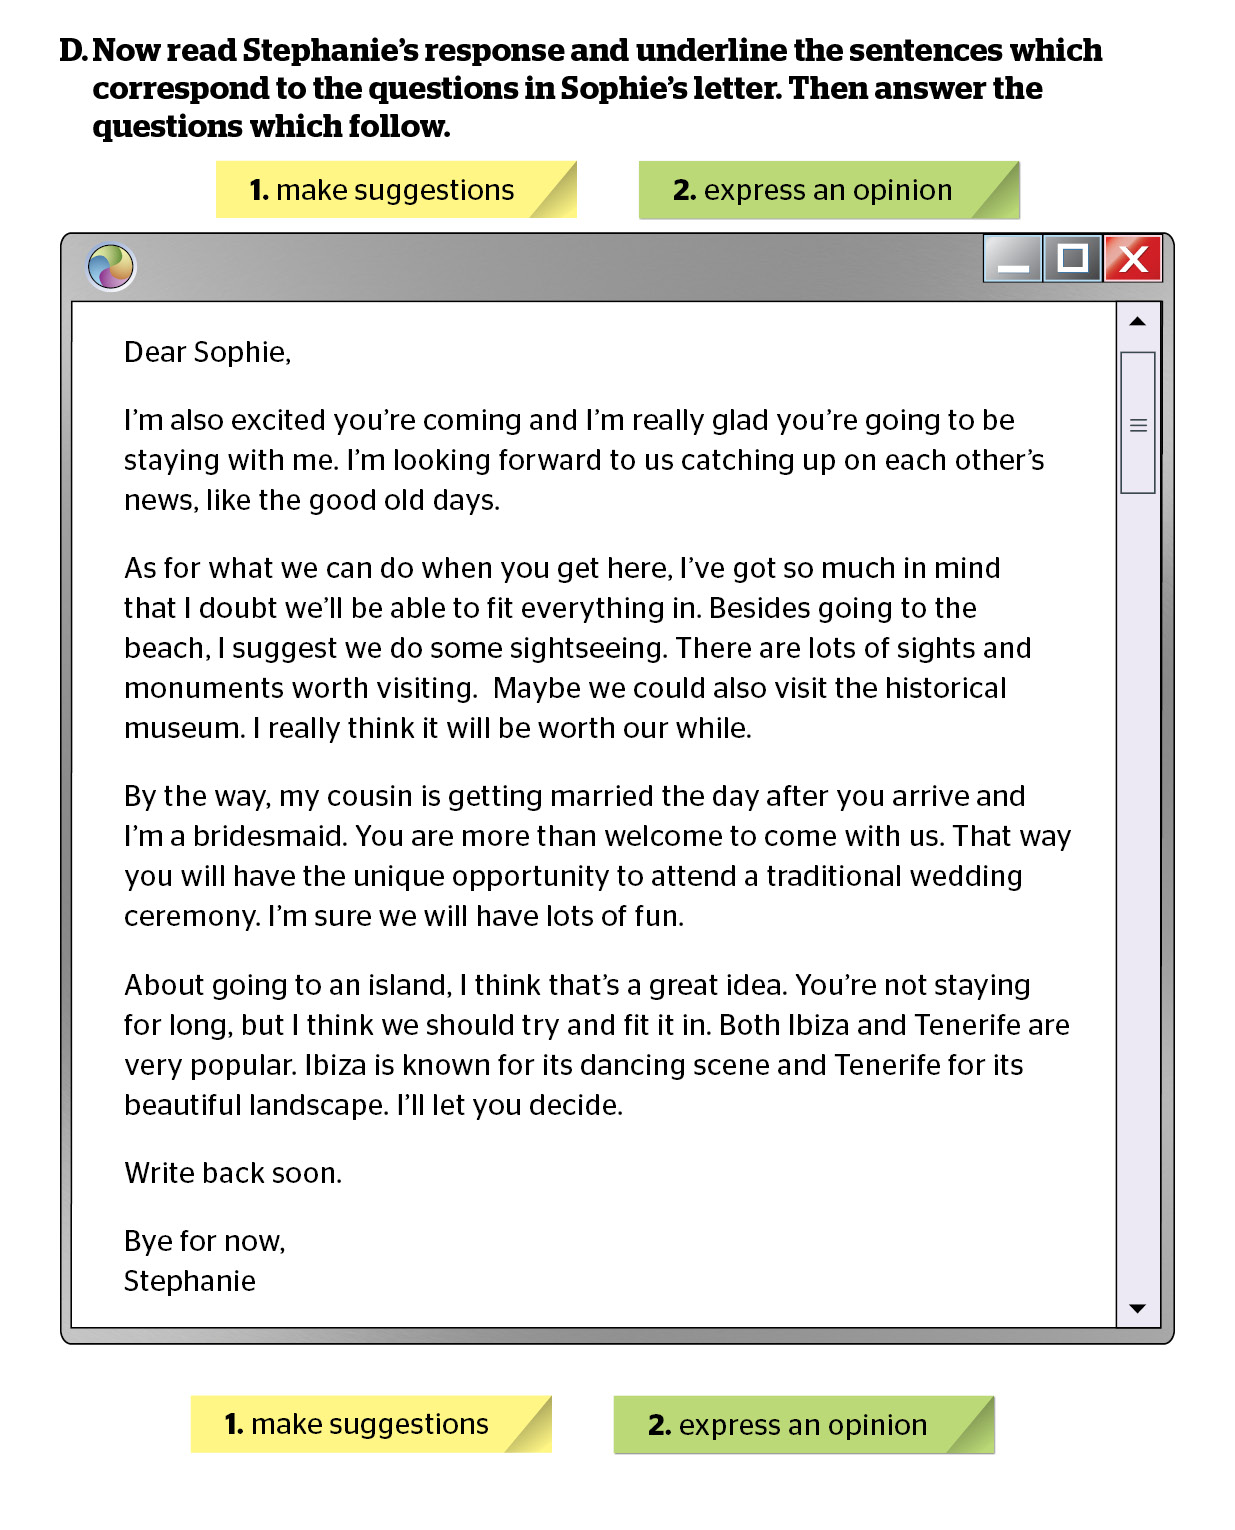 D. Now read Stephanie’s response and underline the sentences which
correspond to the questions in Sophie’s letter. Then answer the
questions which follow.
1. make suggestions
2. express an opinion
Dear Sophie,
I’m also excited you’re coming and I’m really glad you’re going to be
staying with me. I’m looking forward to us catching up on each other’s
news, like the good old days.
As for what we can do when you get here, I’ve got so much in mind
that I doubt we’ll be able to fit everything in. Besides going to the
beach, I suggest we do some sightseeing. There are lots of sights and
monuments worth visiting. Maybe we could also visit the historical
museum. I really think it will be worth our while.
By the way, my cousin is getting married the day after you arrive and
I’m a bridesmaid. You are more than welcome to come with us. That way
you will have the unique opportunity to attend a traditional wedding
ceremony. I’m sure we will have lots of fun.
About going to an island, I think that’s a great idea. You’re not staying
for long, but I think we should try and fit it in. Both Ibiza and Tenerife are
very popular. Ibiza is known for its dancing scene and Tenerife for its
beautiful landscape. I’ll let you decide.
Write back soon.
Bye for now,
Stephanie
1. make suggestions
2. express an opinion